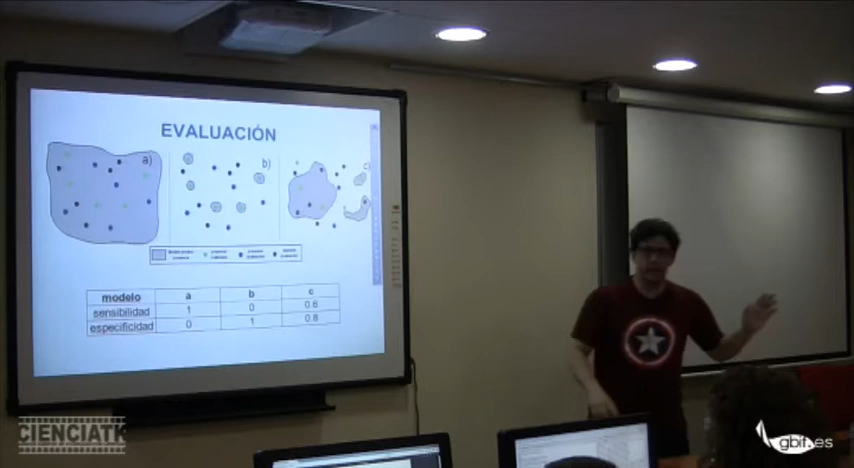 EVALUACIÓN
a)
b)
c)
modelo a b c
sensibilidad 1 0 0.6
especificidad 0 1 0.8
CIENCIATK
gbif.es